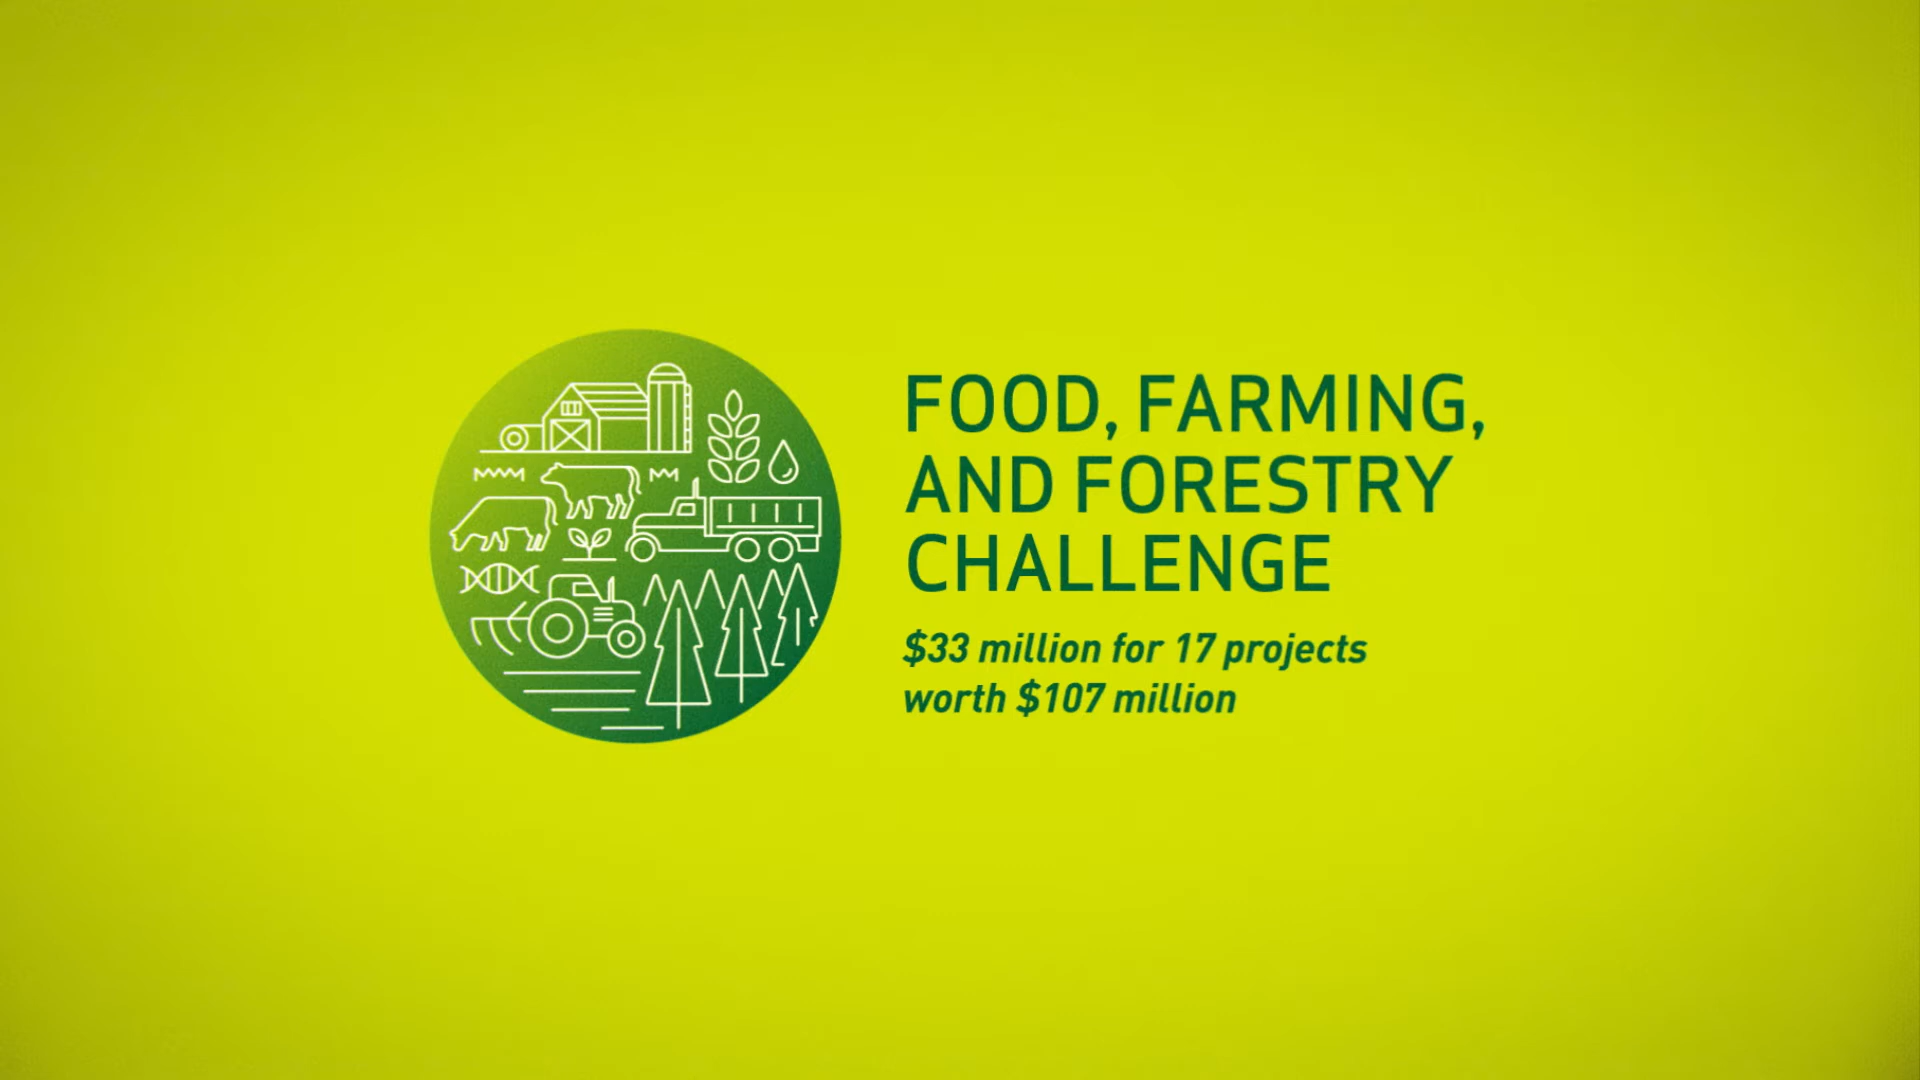 FOOD, FARMING,
AND FORESTRY
CHALLENGE
$33 million for 17 projects
worth $107 million